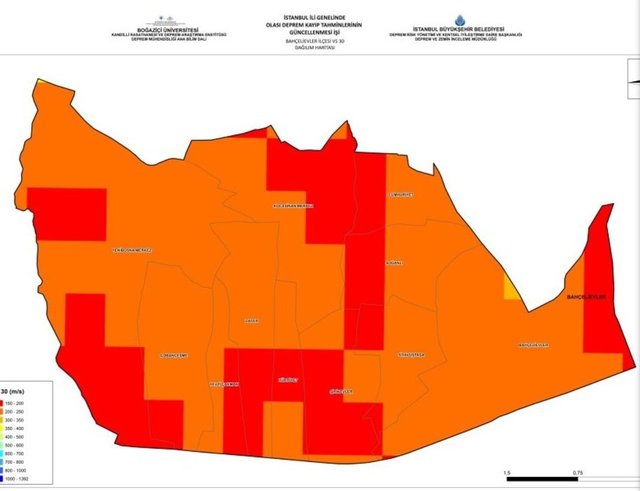 BOĞAZİÇİ ÜNİVERSİTESİ
KANDİLLİ RASATHANESİ VE DEPREM ARAŞTIRMA ENSTİTÜSÜ
DEPREM MÜHENDİSLİĞİ ANA BİLİM DALI
İSTANBUL İLİ GENELİNDE
OLASI DEPREM KAYIP TAHMİNLERİNİN
GÜNCELLENMESİ İŞİ
BAHÇELİEVLER İLÇESİ VS 30
DAĞILIM HARİTASI
İSTANBUL BÜYÜKŞEHİR BELEDİYESİ
DEPREM RİSK YÖNETİMİ VE KENTSEL İYİLEŞTİRME DAİRE BAŞKANLIĞI
DEPREM VE ZEMİN İNCELEME MÜDÜRLÜĞÜ
CUMHURİYET
KOCASİNAN MERKEZ
YENİBOSNA MERKEZ
SOĞANLI
BAHÇELİEVLER
ZAFER
BAHÇELİEVLER
ÇOBANÇEŞME
SİYAVUŞPAŞA
FEVZİ ÇAKMAK
HÜRRİYET
ŞİRİNEVLER
30 (m/s)
150 - 200
200 - 250
250 - 350
350 - 400
400 - 500
500 - 600
700 - 800
800 - 1000
1000 - 1392
1.5 0.75